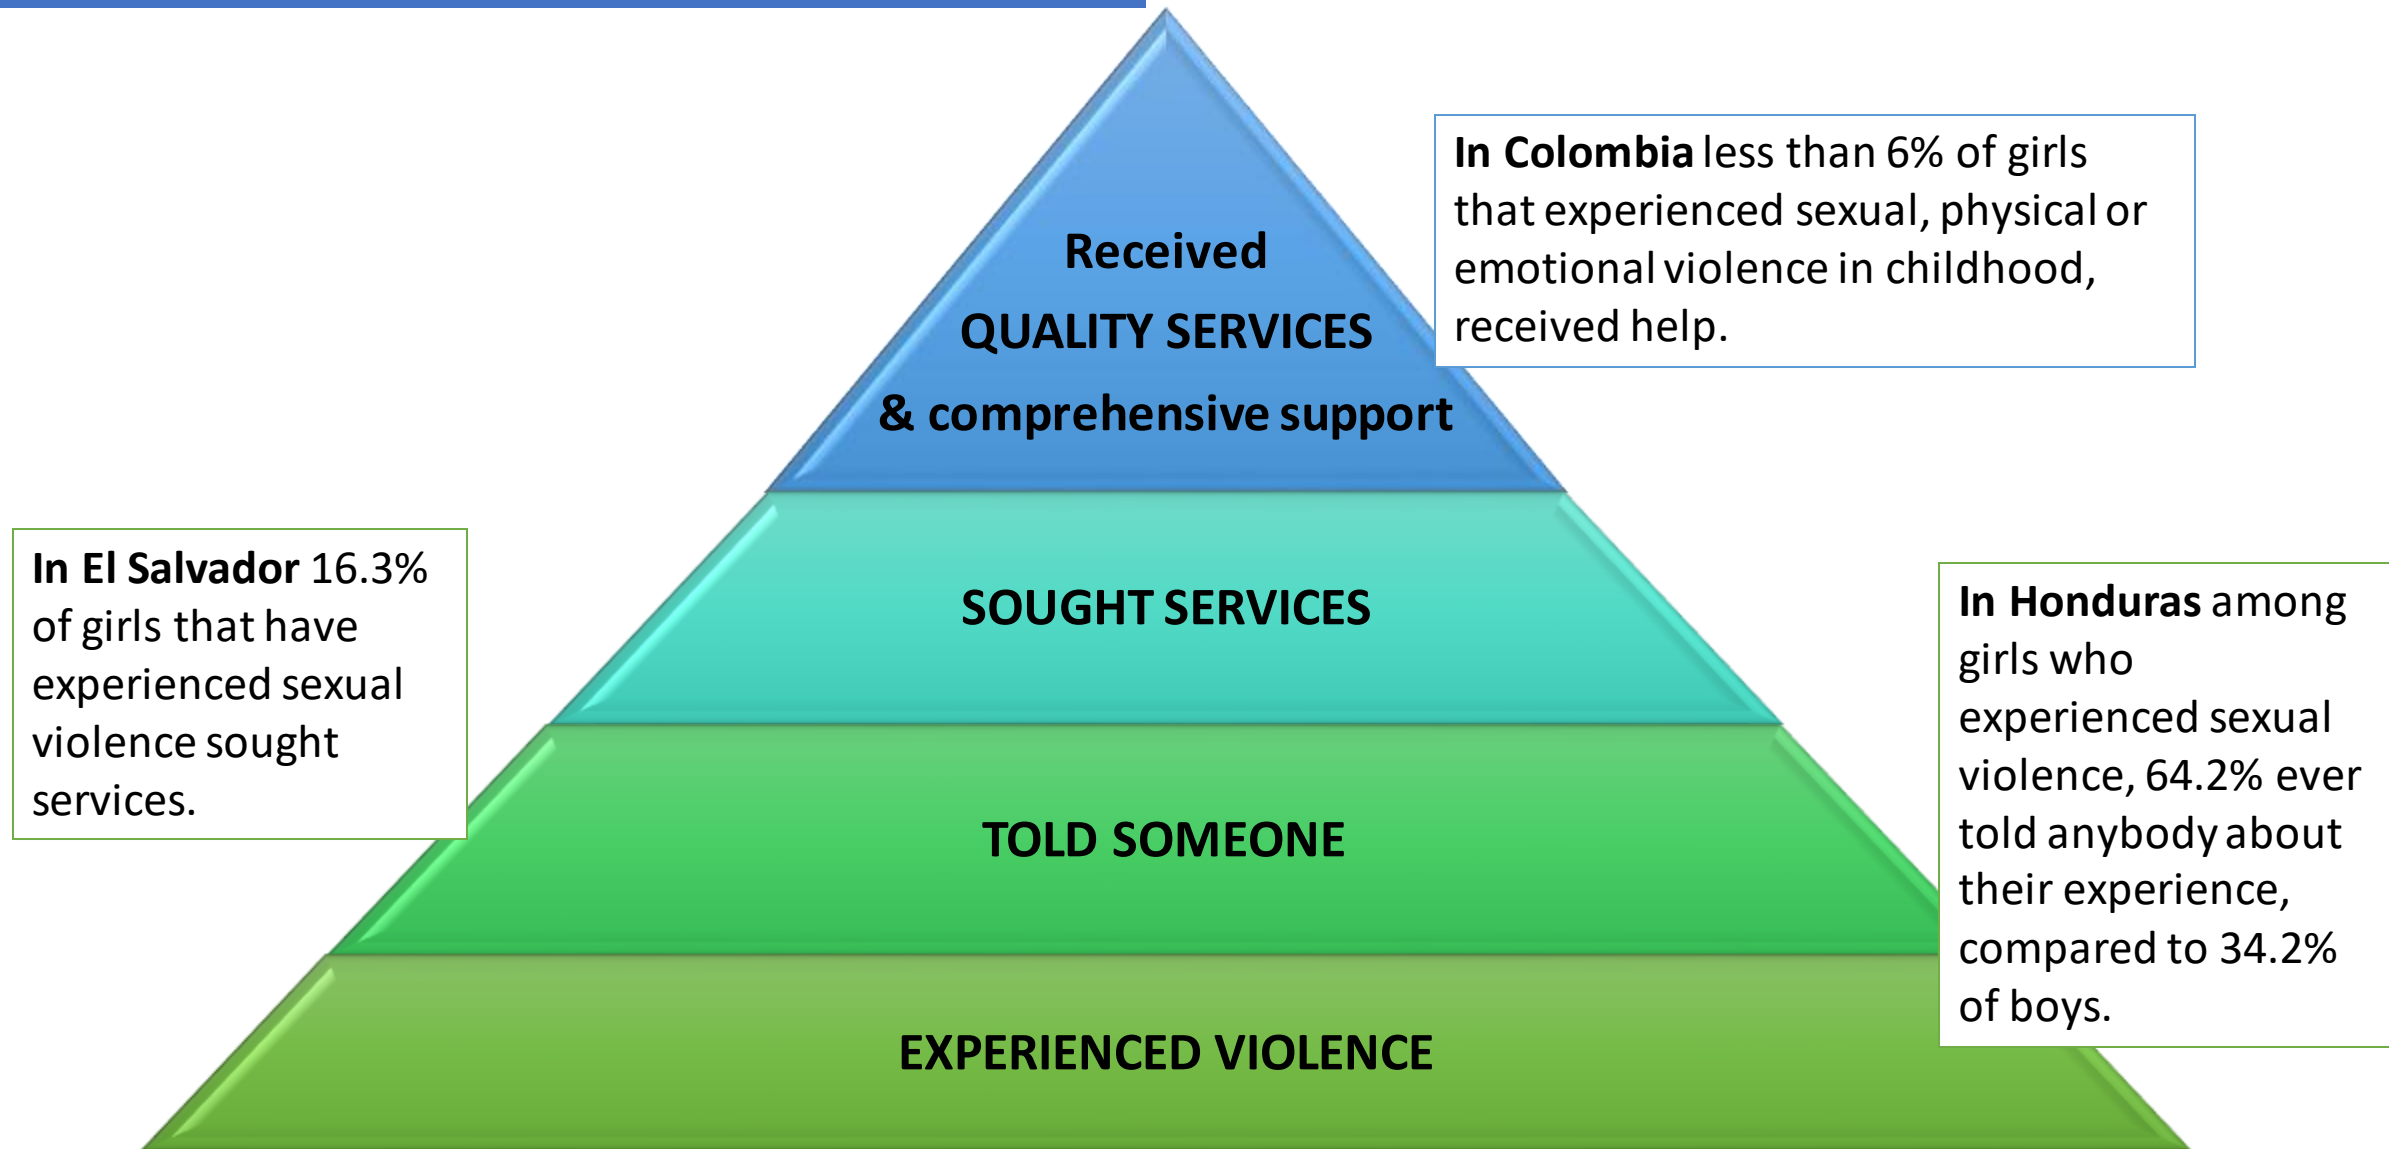 Received
QUALITY SERVICES
& comprehensive support
In Colombia less than 6% of girls
that experienced sexual, physical or
emotional violence in childhood,
received help.
SOUGHT SERVICES
In El Salvador 16.3%
of girls that have
experienced sexual
violence sought
services.
In Honduras among
girls who
experienced sexual
violence, 64.2% ever
told anybody about
their experience,
compared to 34.2%
of boys.
TOLD SOMEONE
EXPERIENCED VIOLENCE